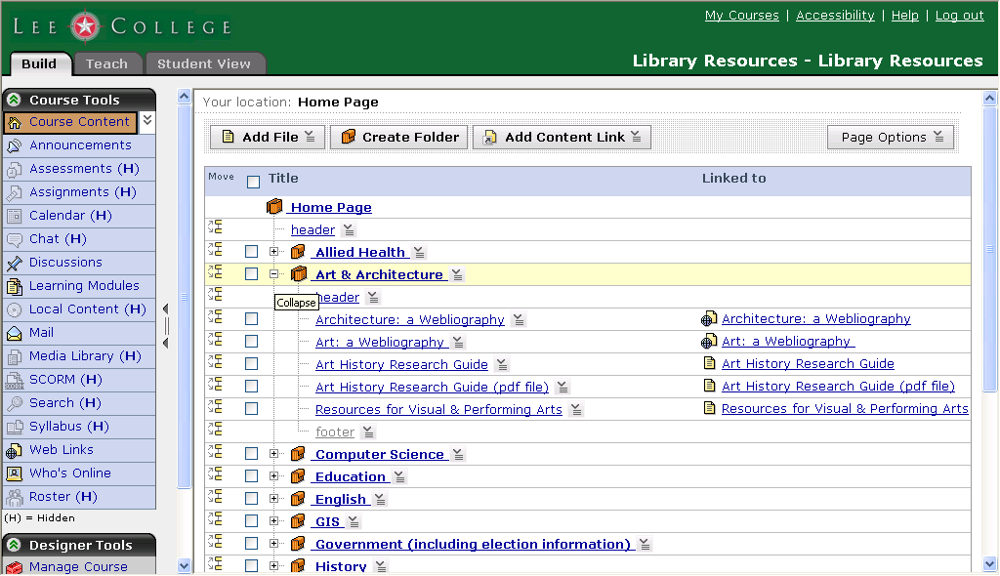 My Courses | Accessibility | Help | Log out
LEE COLLEGE
Build Teach Student View
Library Resources - Library Resources
Course Tools
Course Content
Announcements
Assessments (H)
Assignments (H)
Calendar (H)
Chat (H)
Discussions
Learning Modules
Local Content (H)
Mail
Media Library (H)
SCORM (H)
Search (H)
Syllabus (H)
Web Links
Who's Online
Roster (H)
(H) = Hidden
Designer Tools
Manage Course
Your location: Home Page
Add File Create Folder Add Content Link Page Options
Move Title Linked to
Home Page
header
Allied Health
Art & Architecture
header
Collapse
Architecture: a Webliography Architecture: a Webliography
Art: a Webliography Art: a Webliography
Art History Research Guide Art History Research Guide
Art History Research Guide (pdf file) Art History Research Guide (pdf file)
Resources for Visual & Performing Arts Resources for Visual & Performing Arts
footer
Computer Science
Education
English
GIS
Government (including election information)
History